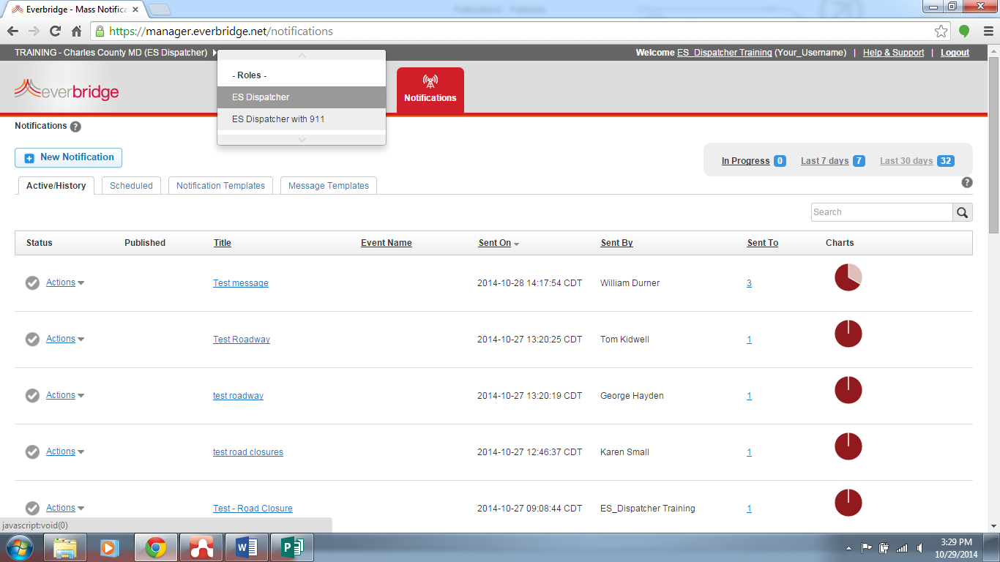 Everbridge - Mass Notifica
https://manager.everbridge.net/notifications
TRAINING - Charles County MD (ES Dispatcher)
Welcome ES_Dispatcher Training (Your_Username) | Help & Support | Logout
- Roles -
ES Dispatcher
ES Dispatcher with 911
everbridge
Notifications
Notifications ?
New Notification
In Progress 0 Last 7 days 7 Last 30 days 32
Active/History Scheduled Notification Templates Message Templates ?
Search
Status Published Title Event Name Sent On Sent By Sent To Charts
Actions Test message 2014-10-28 14:17:54 CDT William Durner 3
Actions Test Roadway 2014-10-27 13:20:25 CDT Tom Kidwell 1
Actions test roadway 2014-10-27 13:20:19 CDT George Hayden 1
Actions test road closures 2014-10-27 12:46:37 CDT Karen Small 1
Actions Test - Road Closure 2014-10-27 09:08:44 CDT ES_Dispatcher Training 1
javascript:void(0)
3:29 PM
10/29/2014